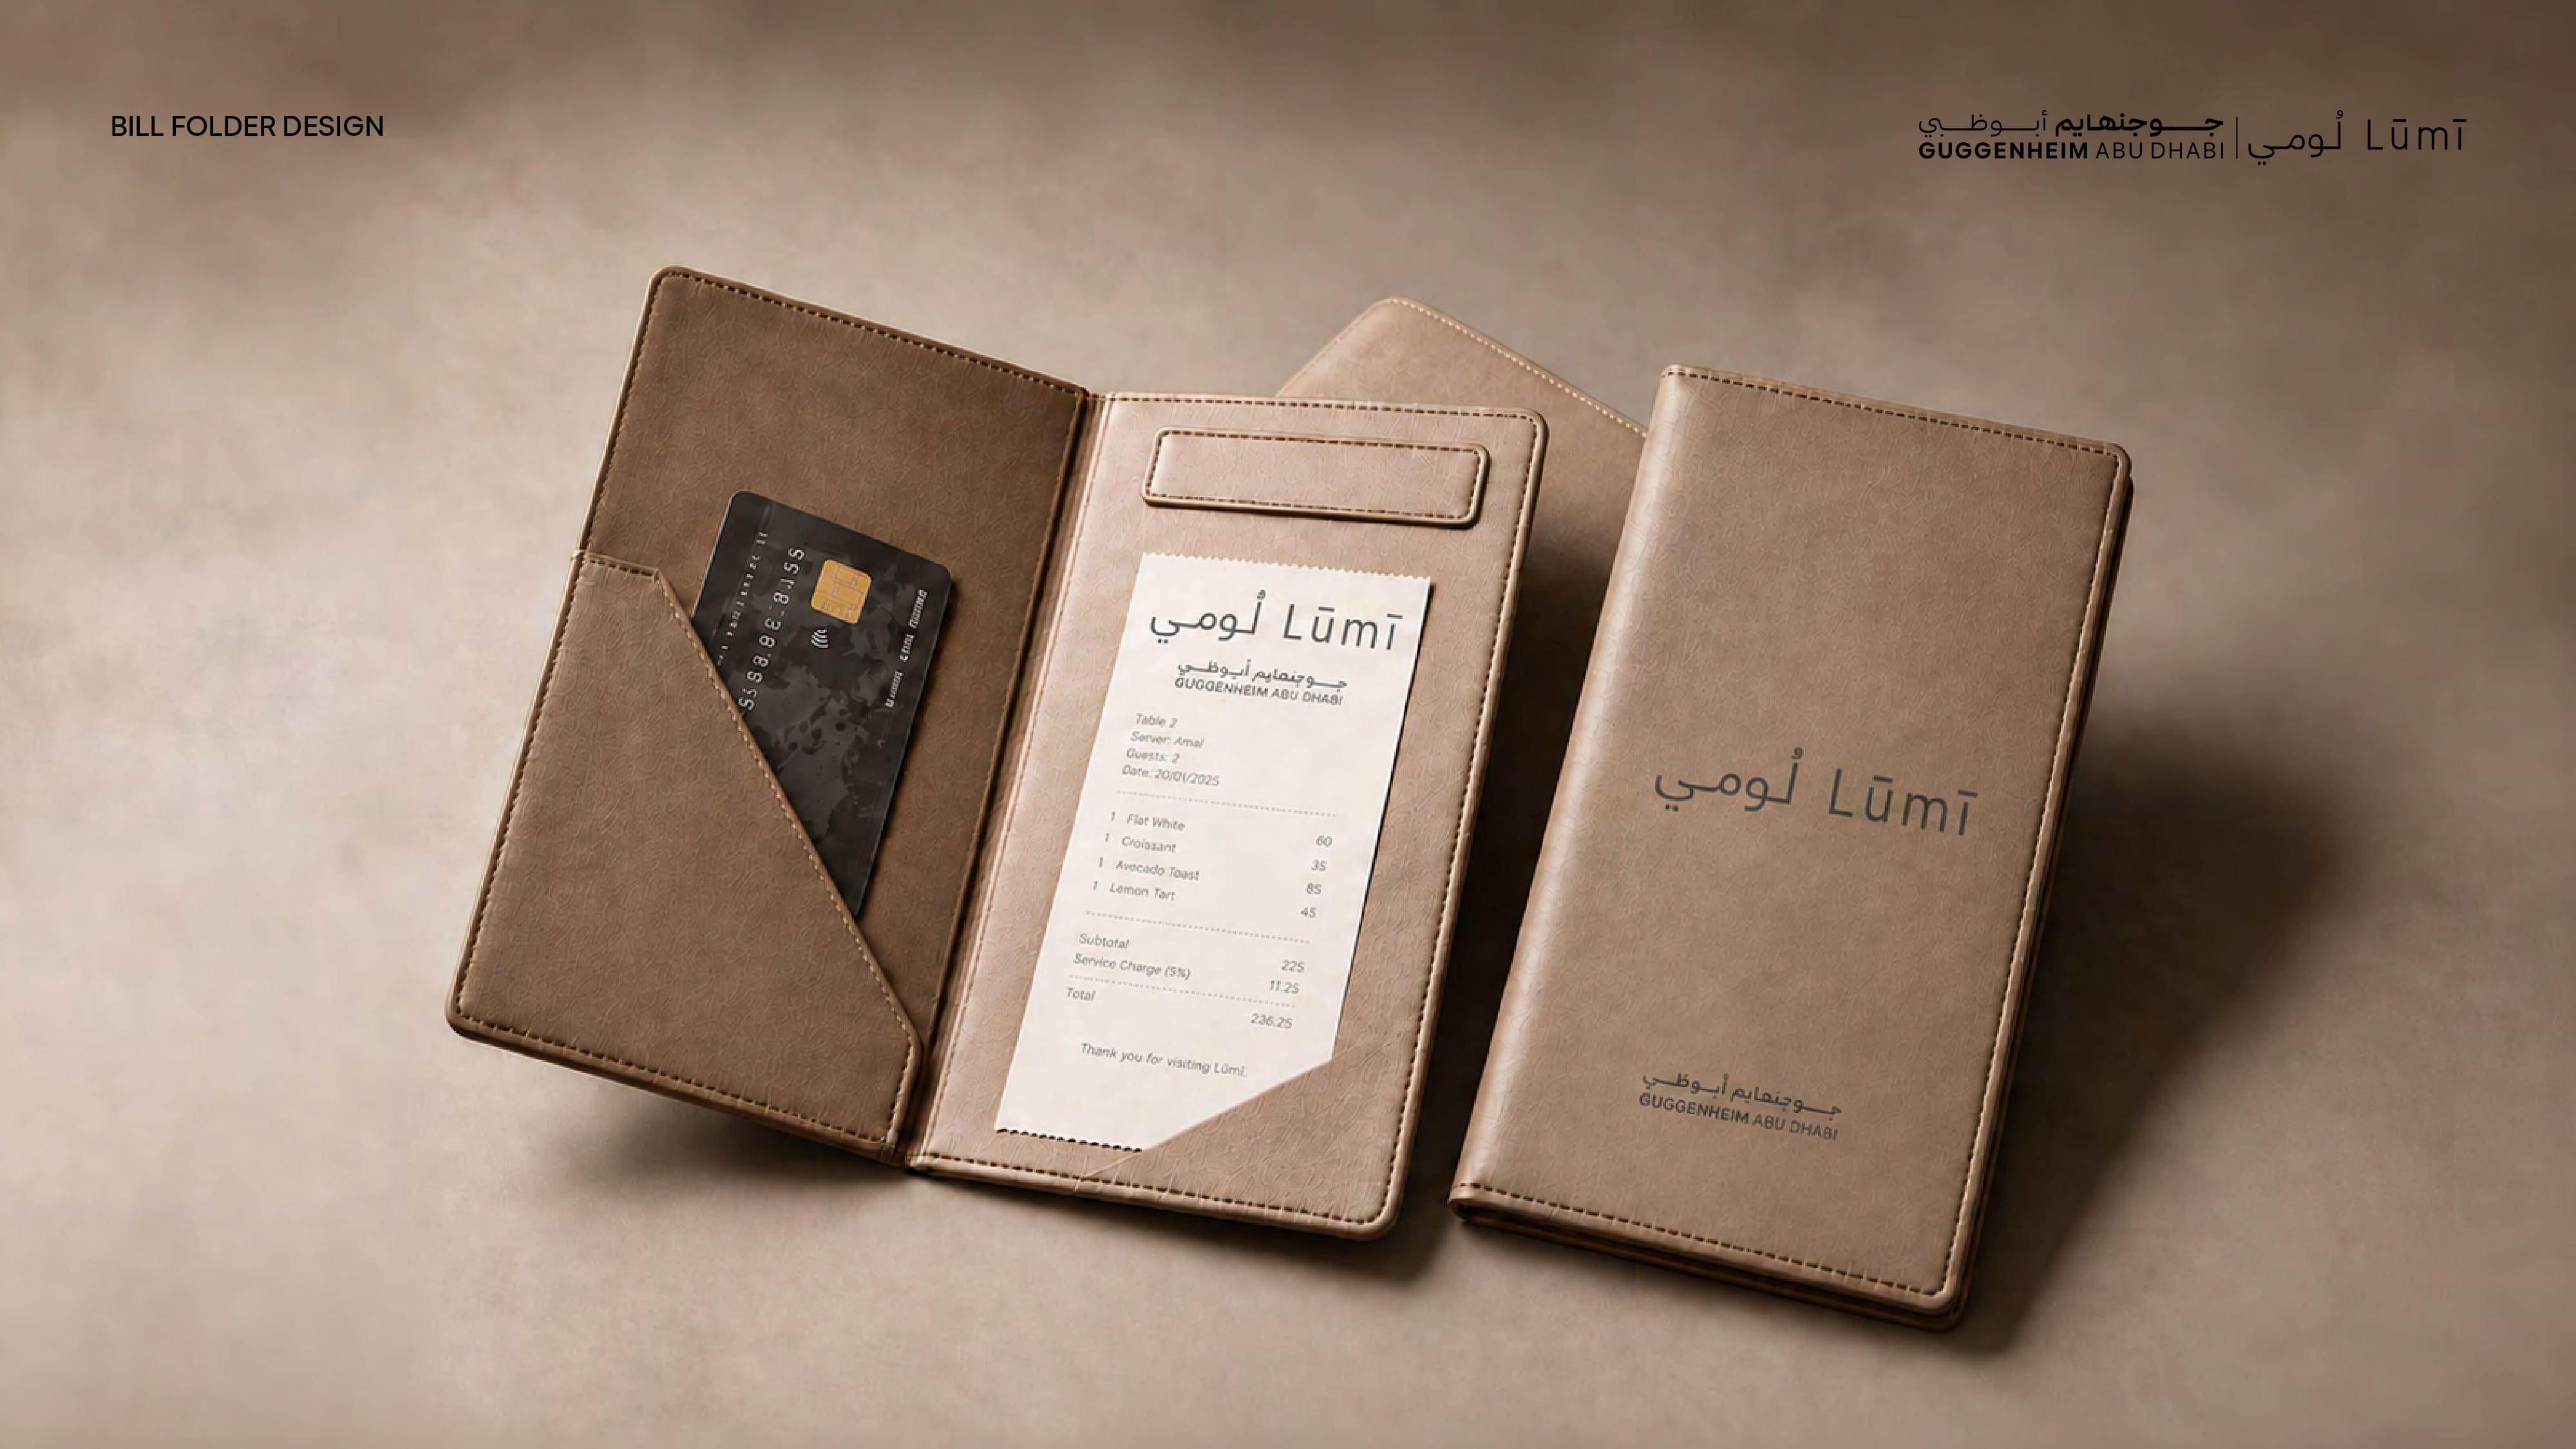 BILL FOLDER DESIGN
جوجنهايم أبوظبي
GUGGENHEIM ABU DHABI
لُومي Lūmī
لُومي Lūmī
جوجنهايم أبوظبي
GUGGENHEIM ABU DHABI
Table 2
Server: Amal
Guests: 2
Date: 20/01/2025
1 Flat White 60
1 Croissant 35
1 Avocado Toast 85
1 Lemon Tart 45
Subtotal 225
Service Charge (5%) 11.25
Total 236.25
Thank you for visiting Lūmī.
لُومي Lūmī
جوجنهايم أبوظبي
GUGGENHEIM ABU DHABI